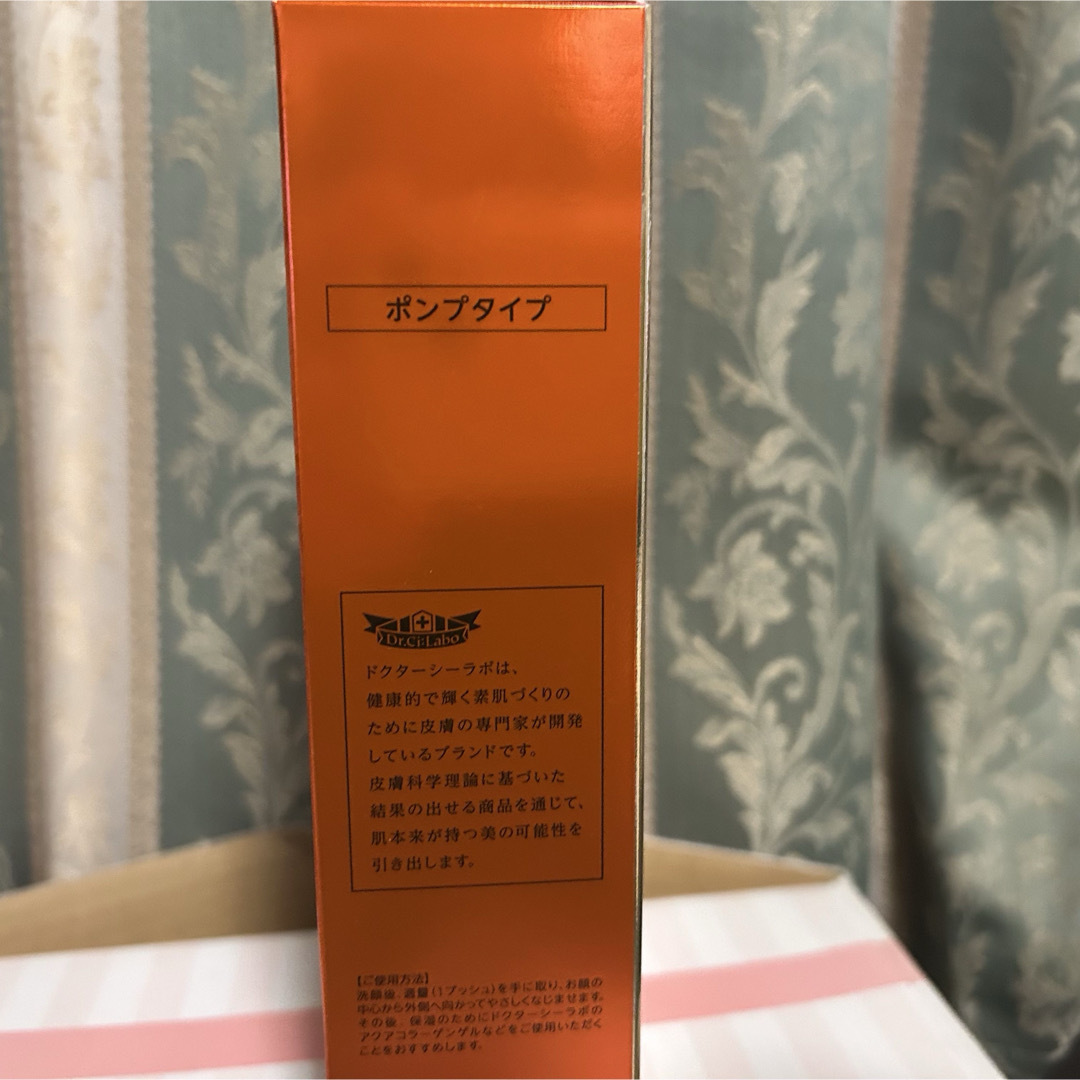 ポンプタイプ
Dr.Ci:Labo
ドクターシーラボは、
健康的で輝く素肌づくりの
ために皮膚の専門家が開発
しているブランドです。
皮膚科学理論に基づいた
結果の出せる商品を通じて、
肌本来が持つ美の可能性を
引き出します。
【ご使用方法】
洗顔後、適量(1プッシュ)を手に取り、お顔の
中心から外側へ向かってやさしくなじませます。
その後、保湿のためにドクターシーラボの
アクアコラーゲンゲルなどをご使用いただく
ことをおすすめします。